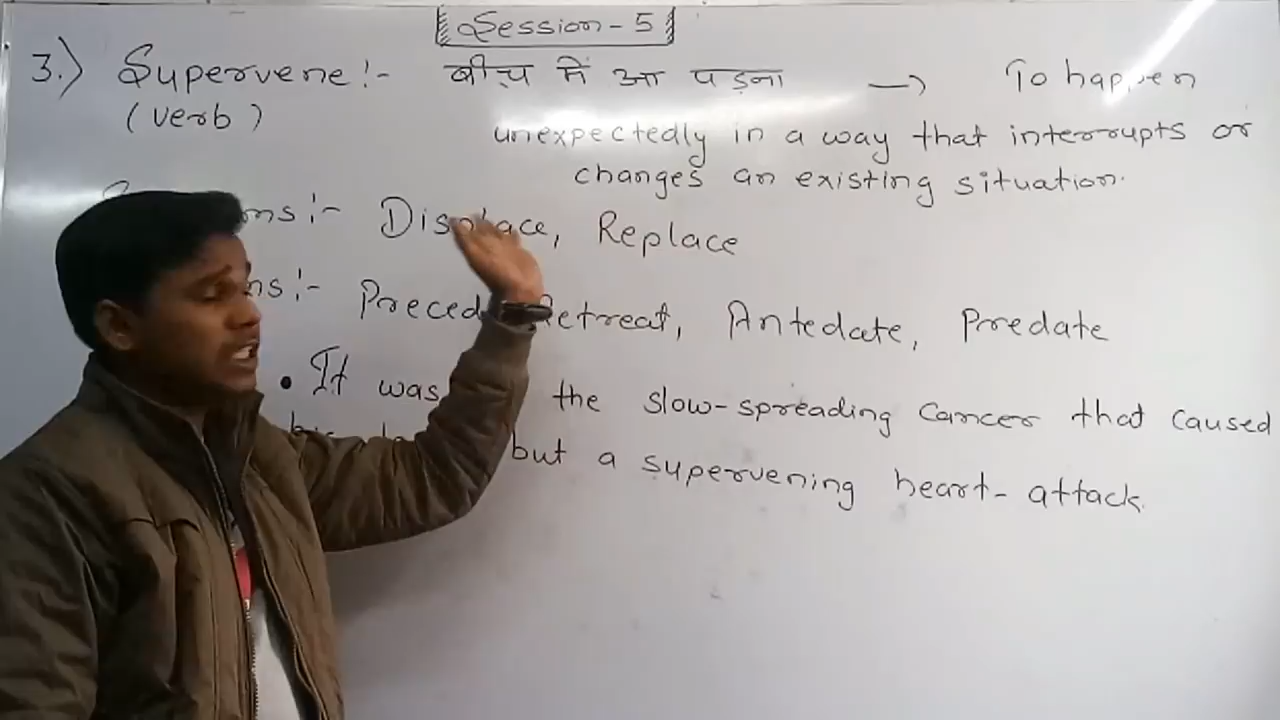 Session - 5
3.) Supervene :- बीच में आ पड़ना → To happen
(verb) unexpectedly in a way that interrupts or
changes an existing situation.
:- Displace, Replace
:- Retreat, Antedate, Predate
• It was the slow-spreading cancer that caused
but a supervening heart-attack.